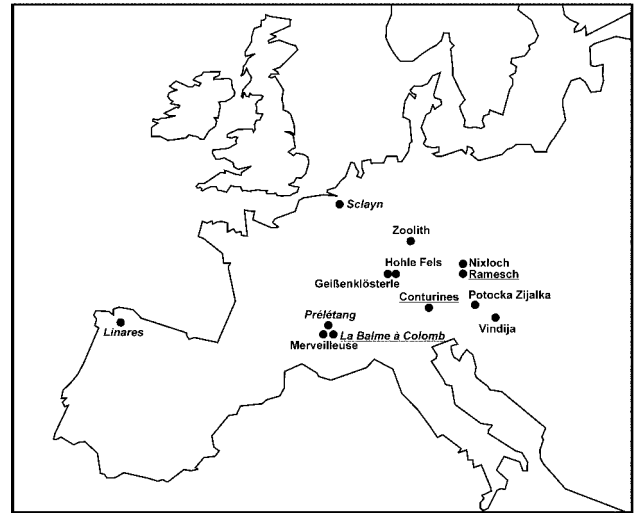 Sclayn
Zoolith
Hohle Fels
Nixloch
Geißenklösterle
Ramesch
Conturines
Potocka Zijalka
Prélétang
Vindija
Linares
La Balme à Colomb
Merveilleuse